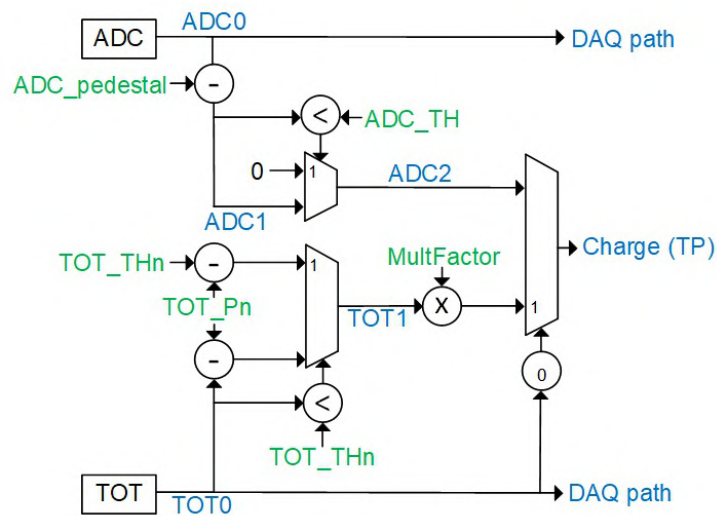 ADC0
ADC
DAQ path
ADC_pedestal
-
<
ADC_TH
0
1
ADC2
ADC1
Charge (TP)
TOT_THn
-
1
MultFactor
TOT_Pn
TOT1
X
1
-
0
<
TOT_THn
TOT
TOT0
DAQ path